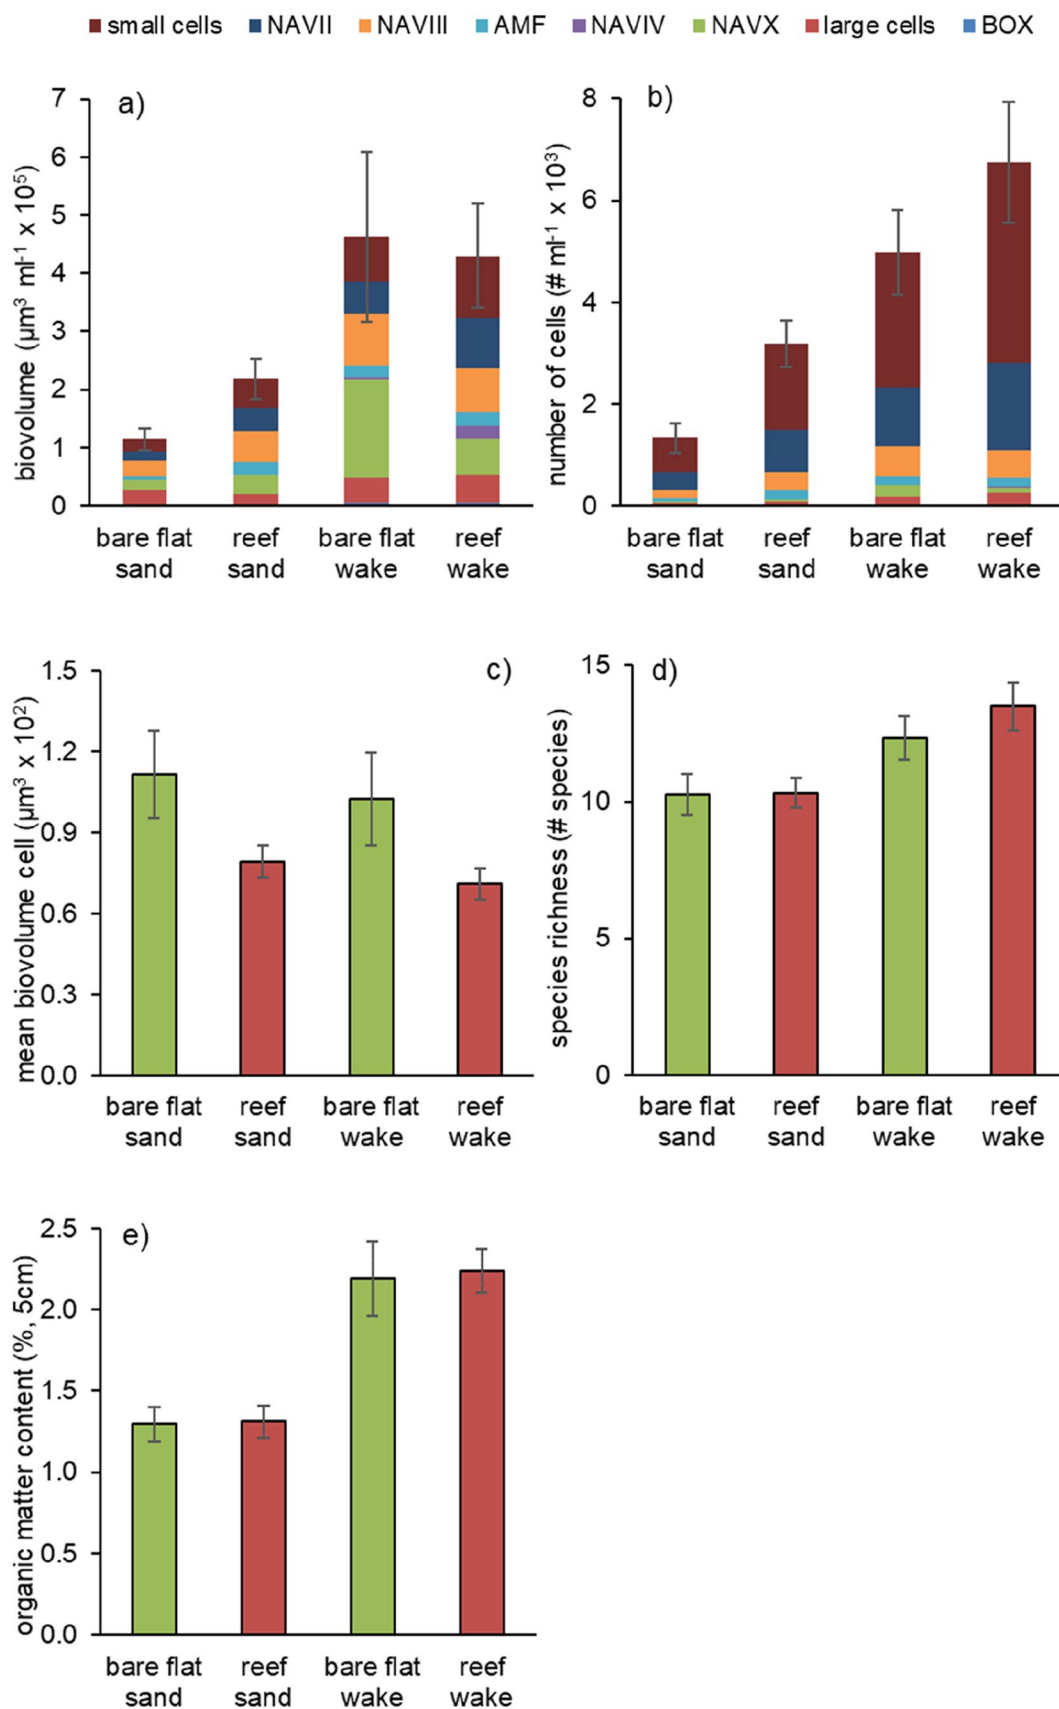 small cells NAVII NAVIII AMF NAVIV NAVX large cells BOX
a)
biovolume (µm³ ml⁻¹ x 10⁵)
7
6
5
4
3
2
1
0
bare flat sand
reef sand
bare flat wake
reef wake
b)
number of cells (# ml⁻¹ x 10³)
8
6
4
2
0
bare flat sand
reef sand
bare flat wake
reef wake
c)
mean biovolume cell (µm³ x 10²)
1.5
1.2
0.9
0.6
0.3
0.0
bare flat sand
reef sand
bare flat wake
reef wake
d)
species richness (# species)
15
10
5
0
bare flat sand
reef sand
bare flat wake
reef wake
e)
organic matter content (%, 5cm)
2.5
2.0
1.5
1.0
0.5
0.0
bare flat sand
reef sand
bare flat wake
reef wake